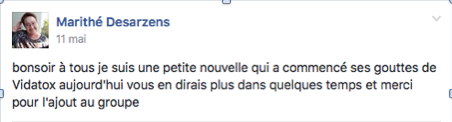 Marithé Desarzens
11 mai
bonsoir à tous je suis une petite nouvelle qui a commencé ses gouttes de
Vidatox aujourd'hui vous en dirais plus dans quelques temps et merci
pour l'ajout au groupe